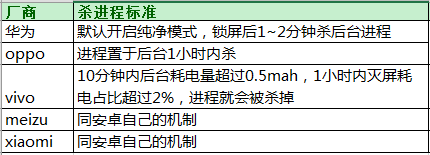 厂商 杀进程标准
华为 默认开启纯净模式，锁屏后1~2分钟杀后台进程
oppo 进程置于后台1小时内杀
10分钟内后台耗电量超过0.5mah，1小时内灭屏耗
vivo 电占比超过2%，进程就会被杀掉
meizu 同安卓自己的机制
xiaomi 同安卓自己的机制